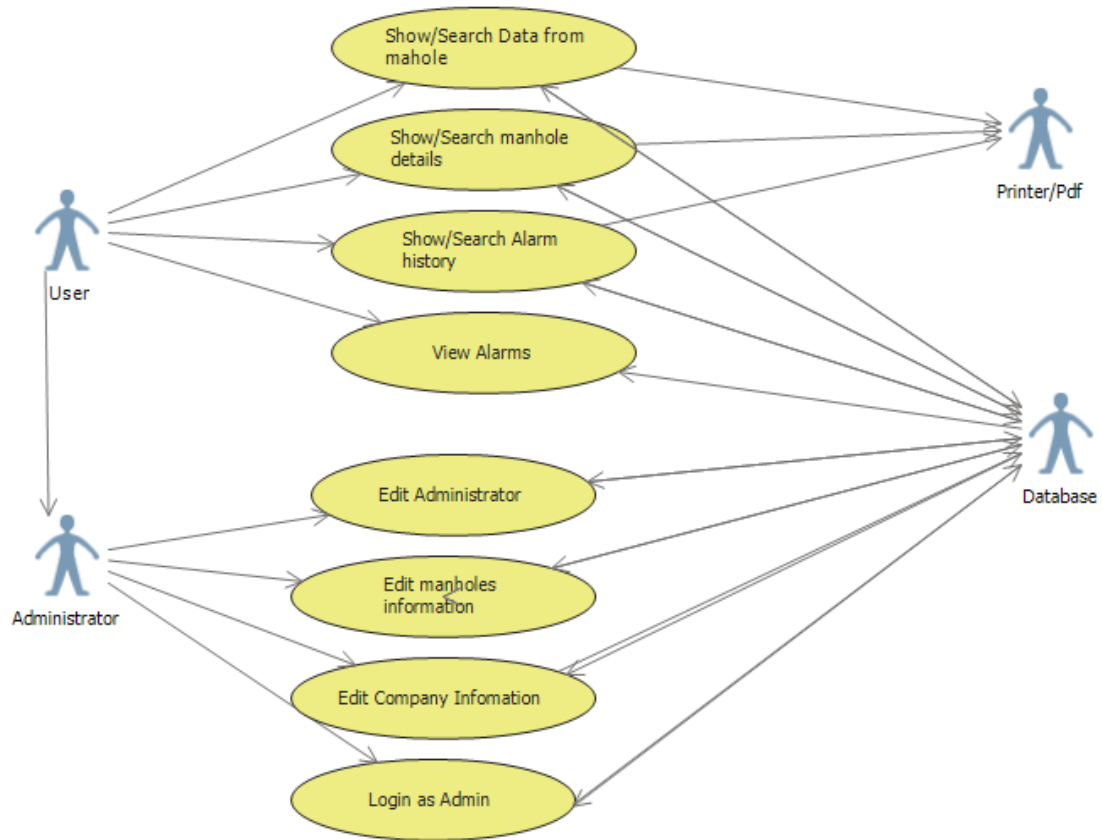 Show/Search Data from
mahole
Show/Search manhole
details
Printer/Pdf
Show/Search Alarm
history
User
View Alarms
Edit Administrator
Database
Edit manholes
information
Administrator
Edit Company Infomation
Login as Admin